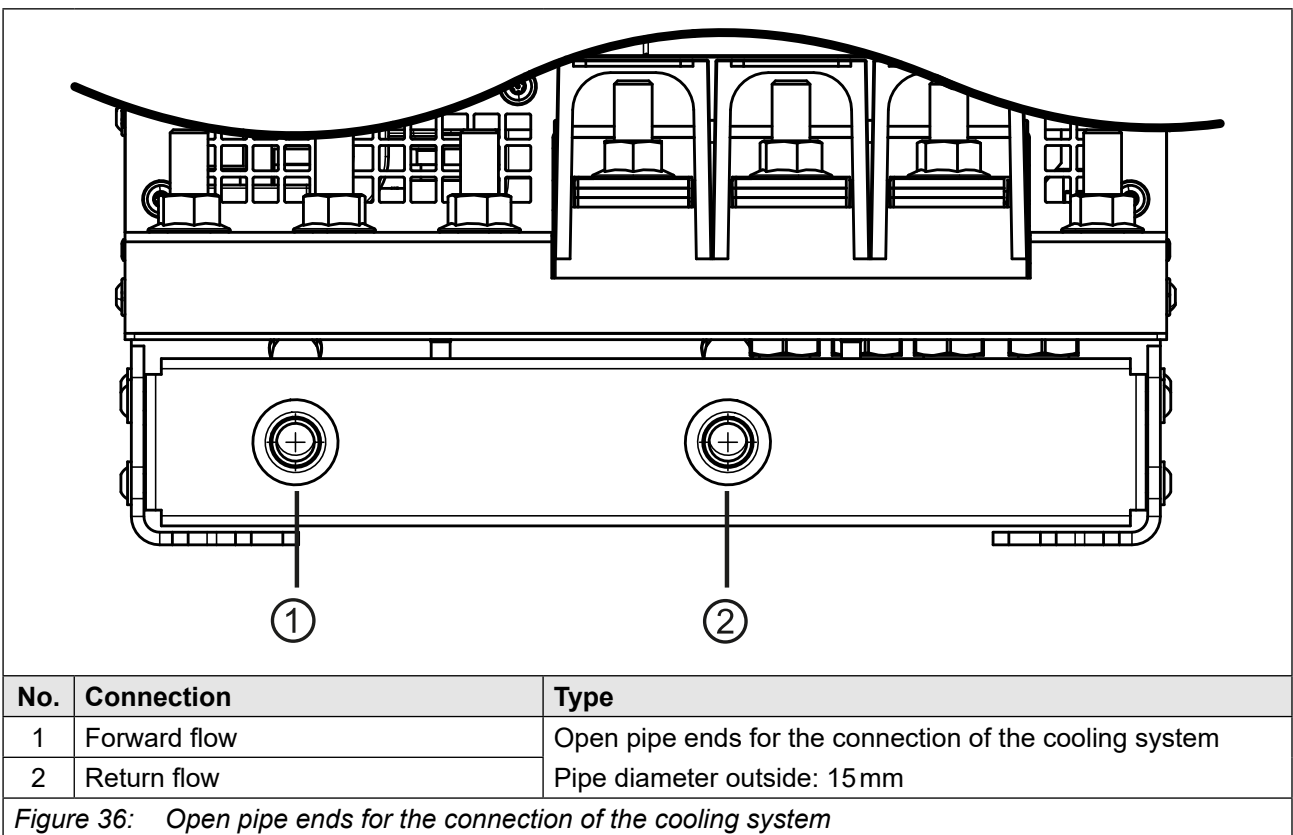 ① ②
No. Connection Type
1 Forward flow Open pipe ends for the connection of the cooling system
2 Return flow Pipe diameter outside: 15 mm
Figure 36: Open pipe ends for the connection of the cooling system